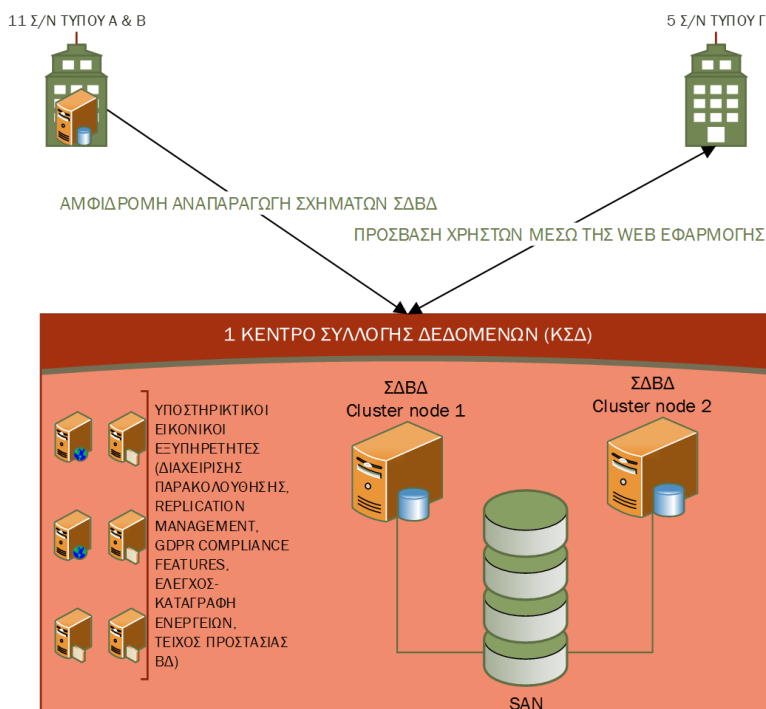 11 Σ/Ν ΤΥΠΟΥ Α & Β
5 Σ/Ν ΤΥΠΟΥ Γ
ΑΜΦΙΔΡΟΜΗ ΑΝΑΠΑΡΑΓΩΓΗ ΣΧΗΜΑΤΩΝ ΣΔΒΔ
ΠΡΟΣΒΑΣΗ ΧΡΗΣΤΩΝ ΜΕΣΩ ΤΗΣ WEB ΕΦΑΡΜΟΓΗΣ
1 ΚΕΝΤΡΟ ΣΥΛΛΟΓΗΣ ΔΕΔΟΜΕΝΩΝ (ΚΣΔ)
ΥΠΟΣΤΗΡΙΚΤΙΚΟΙ
ΕΙΚΟΝΙΚΟΙ
ΕΞΥΠΗΡΕΤΗΤΕΣ
(ΔΙΑΧΕΙΡΙΣΗΣ
ΠΑΡΑΚΟΛΟΥΘΗΣΗΣ,
REPLICATION
MANAGEMENT,
GDPR COMPLIANCE
FEATURES,
ΕΛΕΓΧΟΣ-
ΚΑΤΑΓΡΑΦΗ
ΕΝΕΡΓΕΙΩΝ,
ΤΕΙΧΟΣ ΠΡΟΣΤΑΣΙΑΣ
ΒΔ)
ΣΔΒΔ
Cluster node 1
ΣΔΒΔ
Cluster node 2
SAN